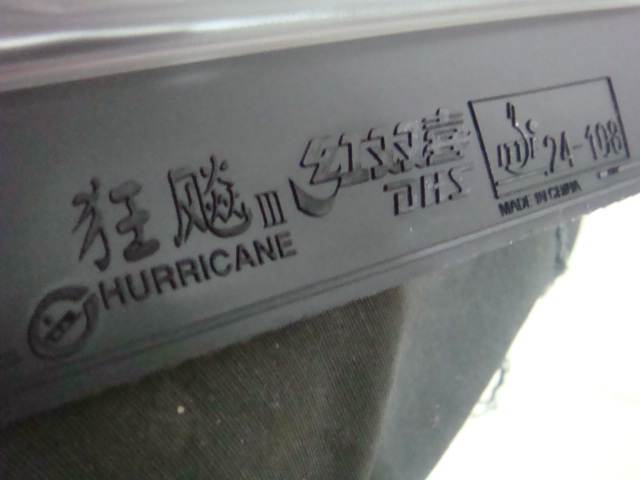 狂飚 III 红双喜
DHS
HURRICANE
24-108
MADE IN CHINA